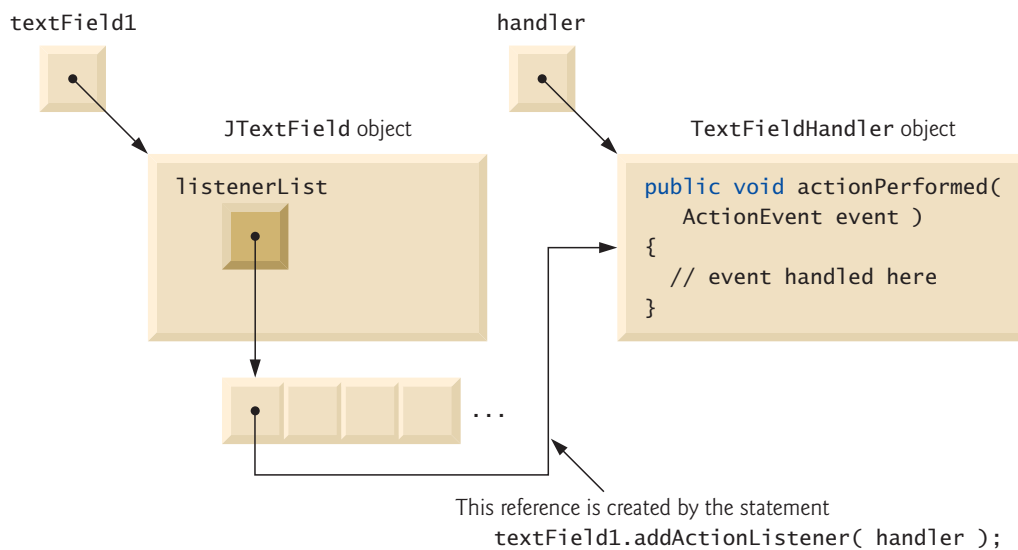 textField1
handler
JTextField object
TextFieldHandler object
listenerList
public void actionPerformed(
ActionEvent event )
{
// event handled here
}
...
This reference is created by the statement
textField1.addActionListener( handler );